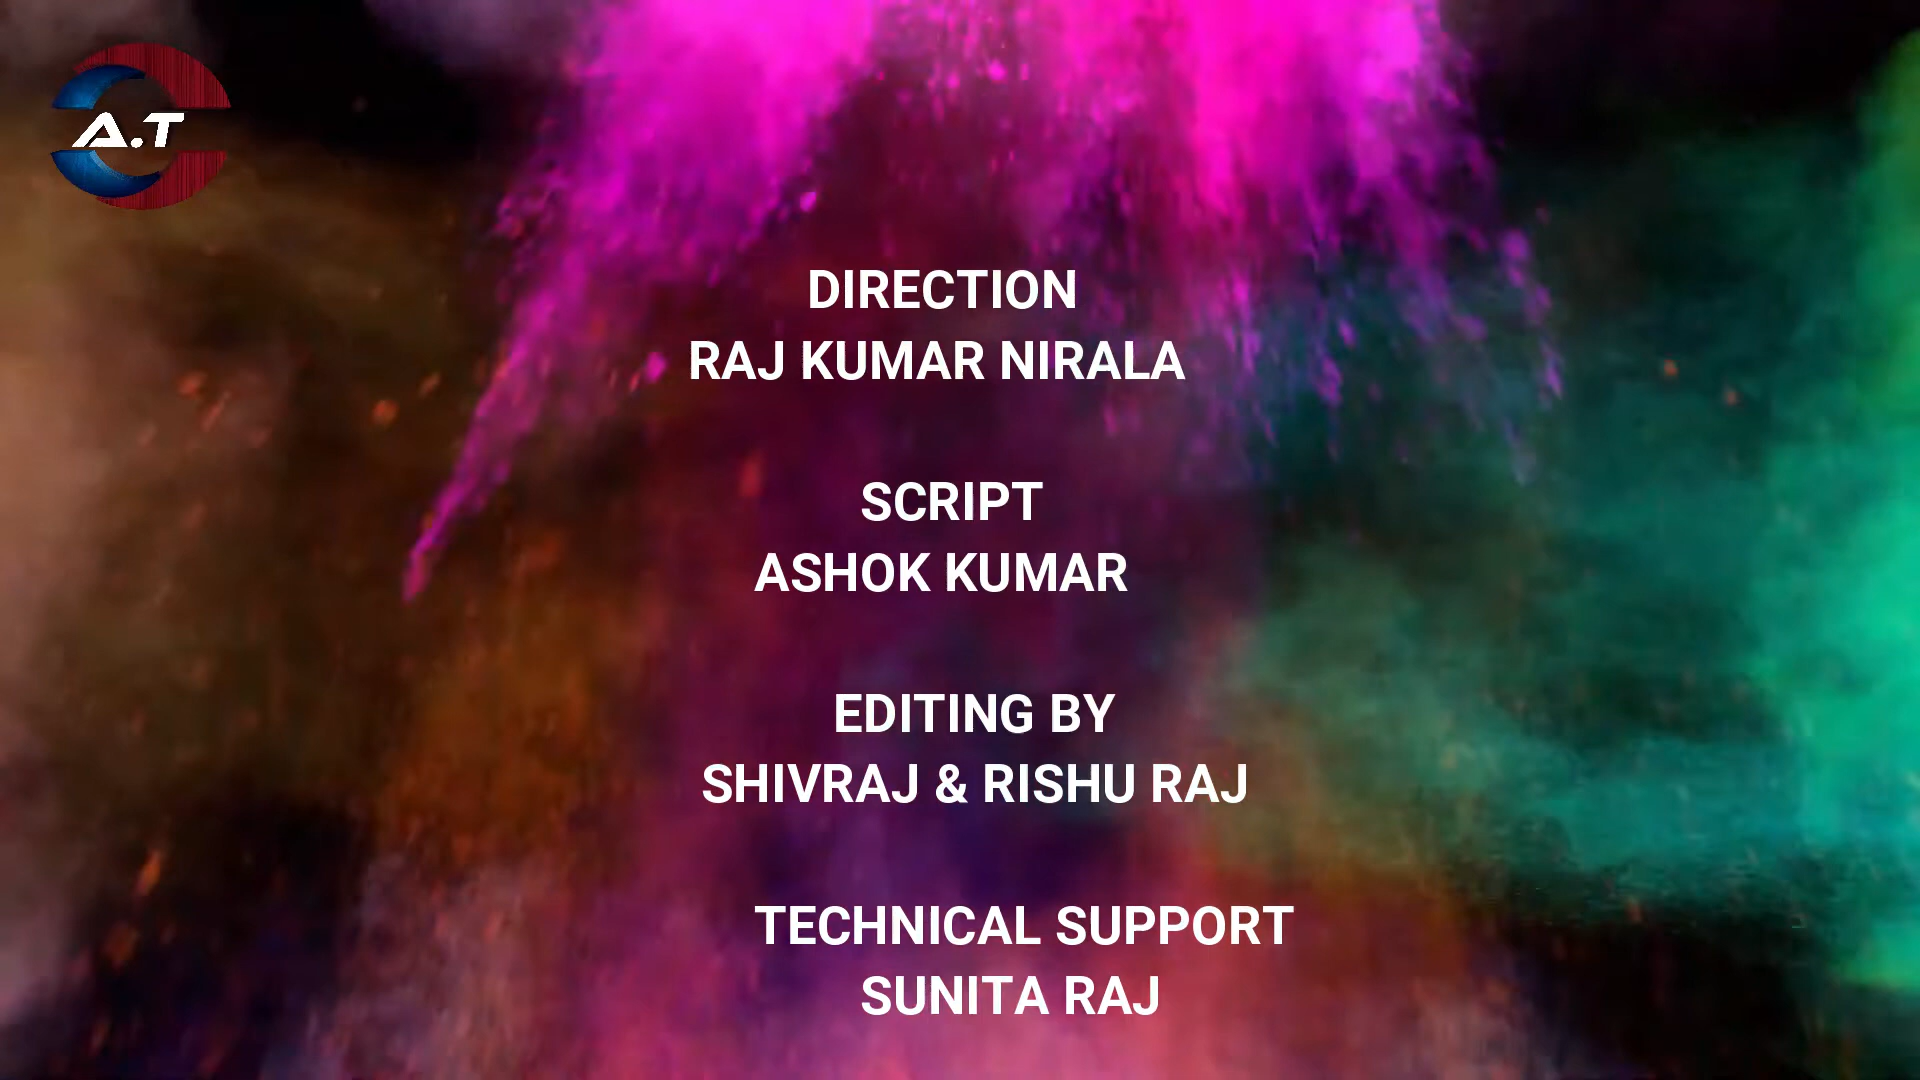 A.T
DIRECTION
RAJ KUMAR NIRALA
SCRIPT
ASHOK KUMAR
EDITING BY
SHIVRAJ & RISHU RAJ
TECHNICAL SUPPORT
SUNITA RAJ